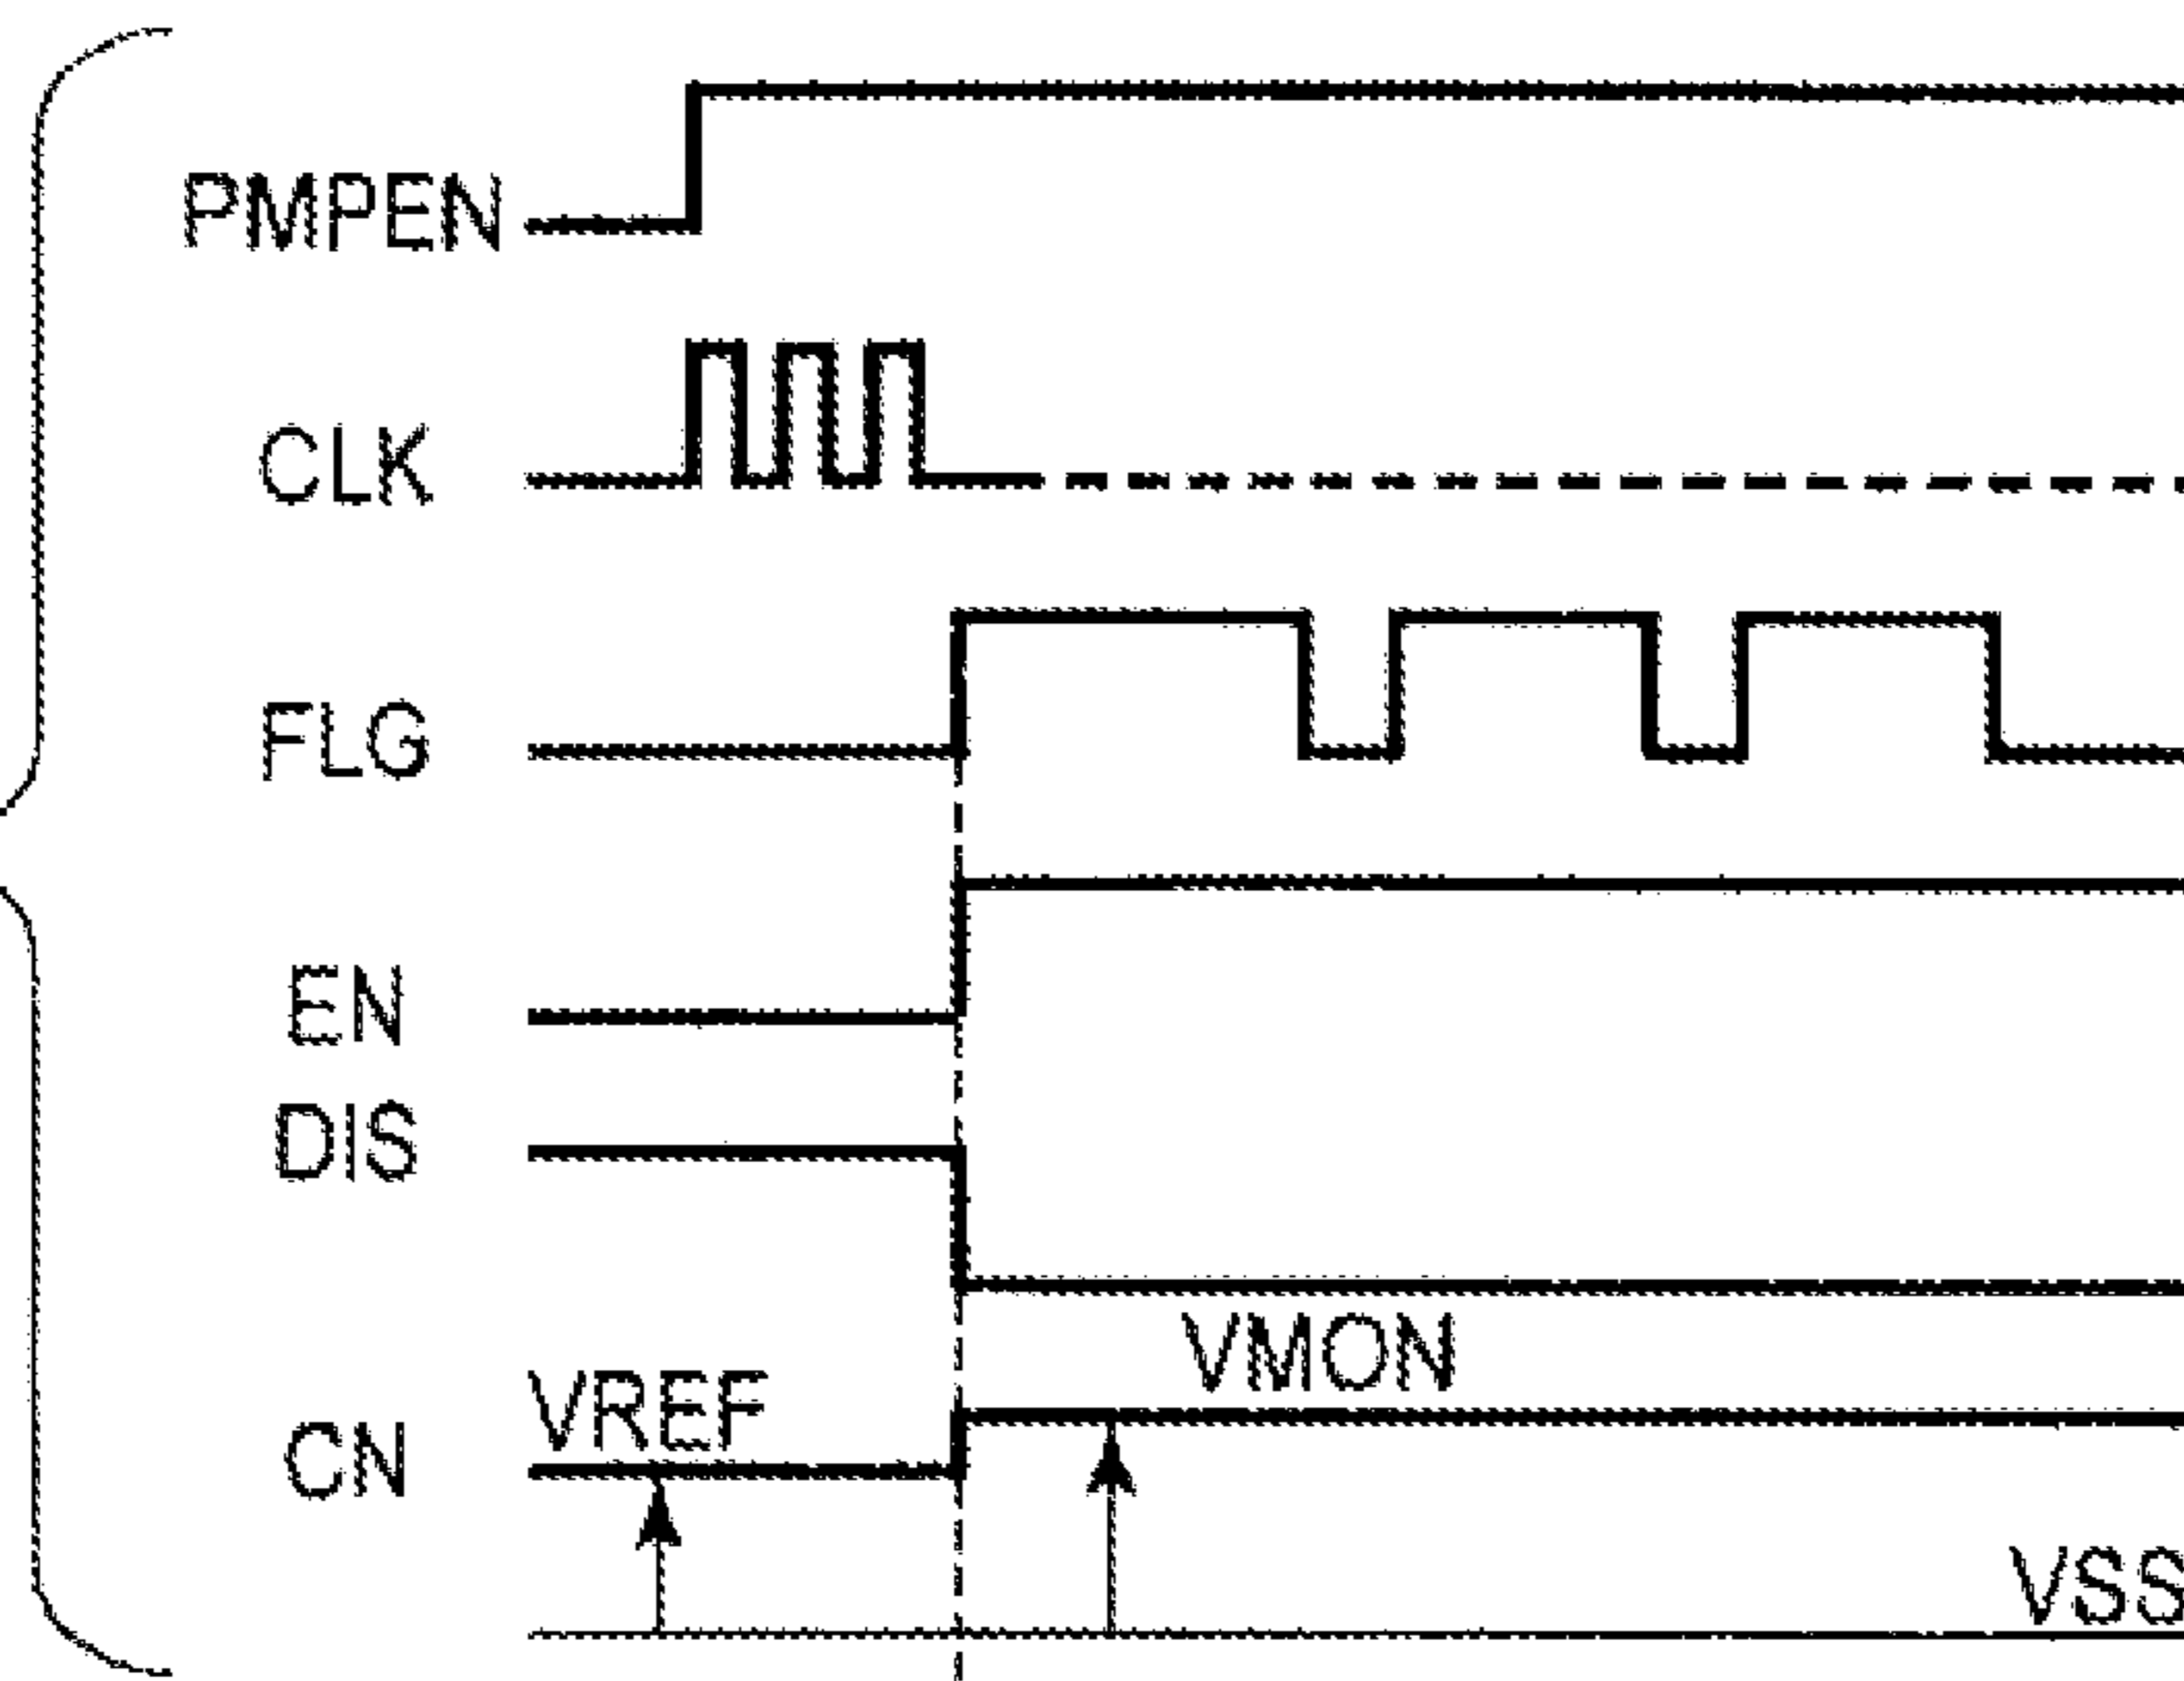 PMPEN
CLK
FLG
EN
DIS
VMON
VREF
CN
VSS